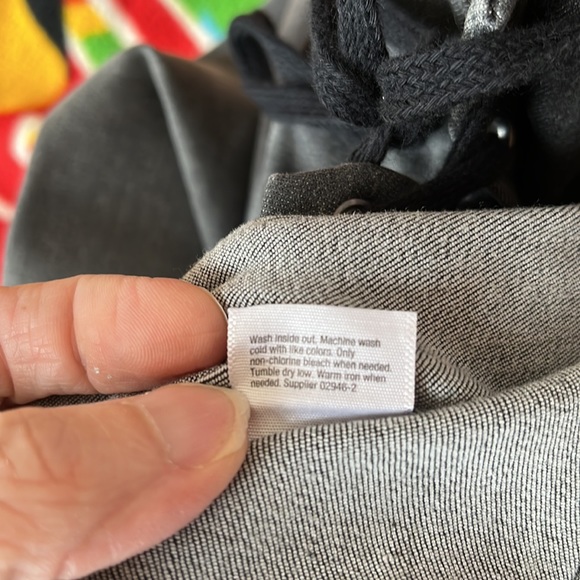 Wash inside out. Machine wash
cold with like colors. Only
non-chlorine bleach when needed.
Tumble dry low. Warm iron when
needed. Supplier 02946-2